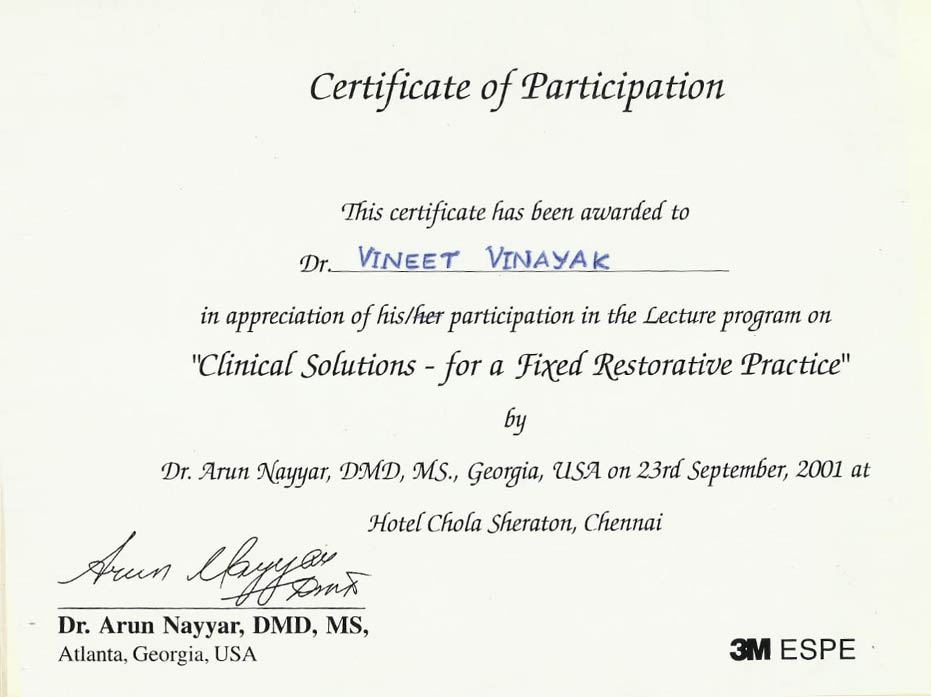 Certificate of Participation
This certificate has been awarded to
Dr. VINEET VINAYAK
in appreciation of his/her participation in the Lecture program on
"Clinical Solutions - for a Fixed Restorative Practice"
by
Dr. Arun Nayyar, DMD, MS., Georgia, USA on 23rd September, 2001 at
Hotel Chola Sheraton, Chennai
Arun Nayyar
DMD
Dr. Arun Nayyar, DMD, MS,
Atlanta, Georgia, USA
3M ESPE